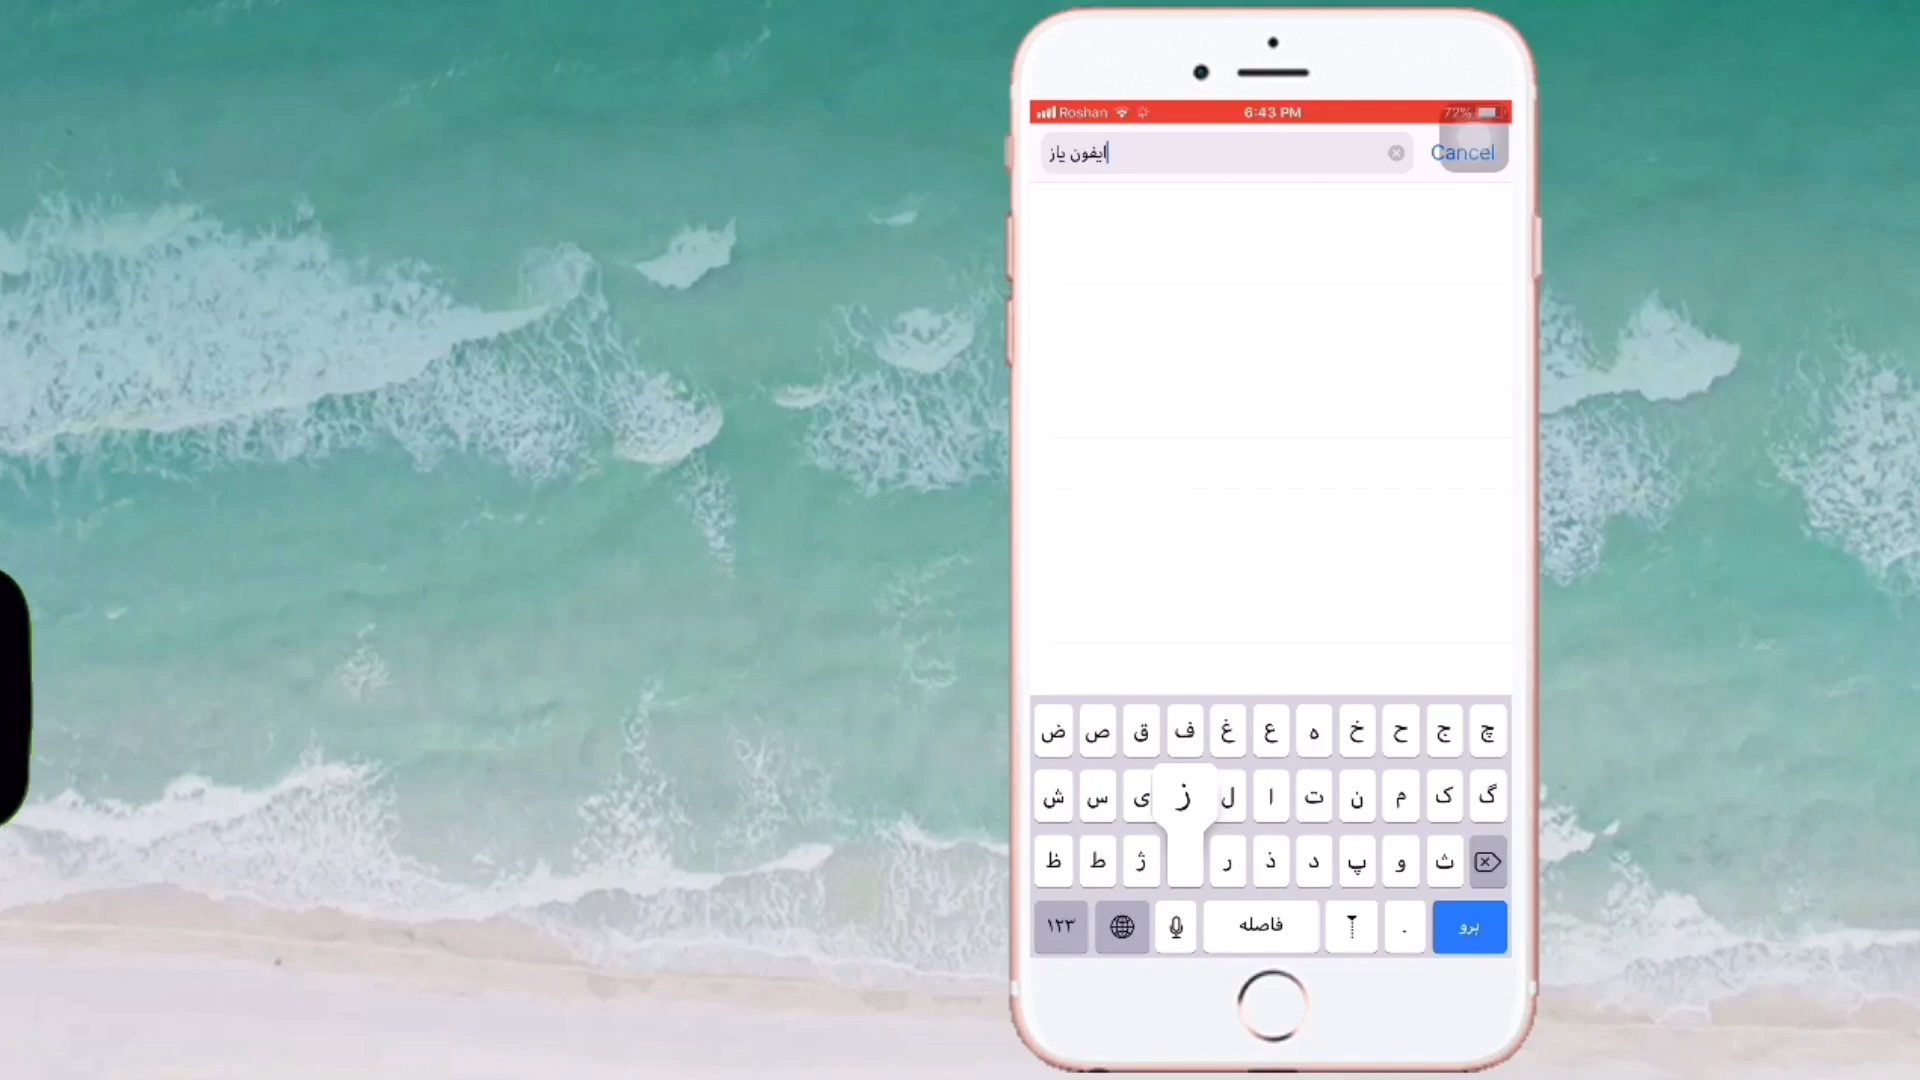 Roshan 6:43 PM 72%
ایفون یاز Cancel
ض ص ق ف غ ع ه خ ح ج چ
ش س ی ز ل ا ت ن م ک گ
ظ ط ژ ر ذ د پ و ث
۱۲۳ فاصله . برو